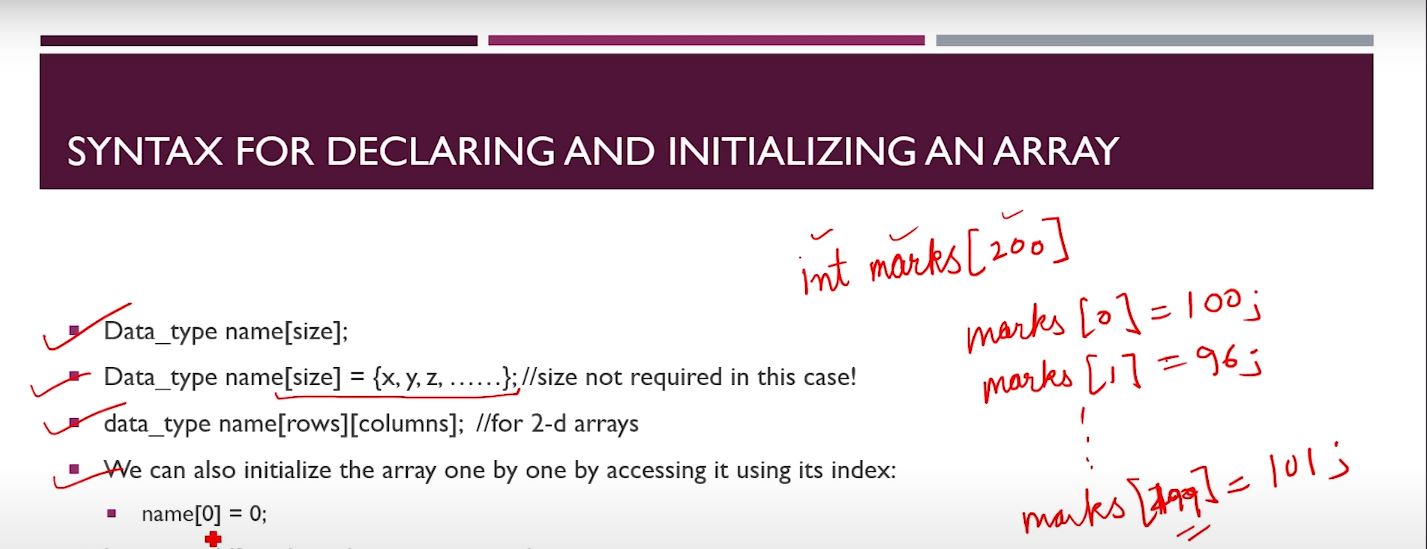 SYNTAX FOR DECLARING AND INITIALIZING AN ARRAY
int marks[200]
marks [0] = 100;
marks [1] = 96;
marks [199] = 101;
Data_type name[size];
Data_type name[size] = {x, y, z, ......}; //size not required in this case!
data_type name[rows][columns]; //for 2-d arrays
We can also initialize the array one by one by accessing it using its index:
name[0] = 0;